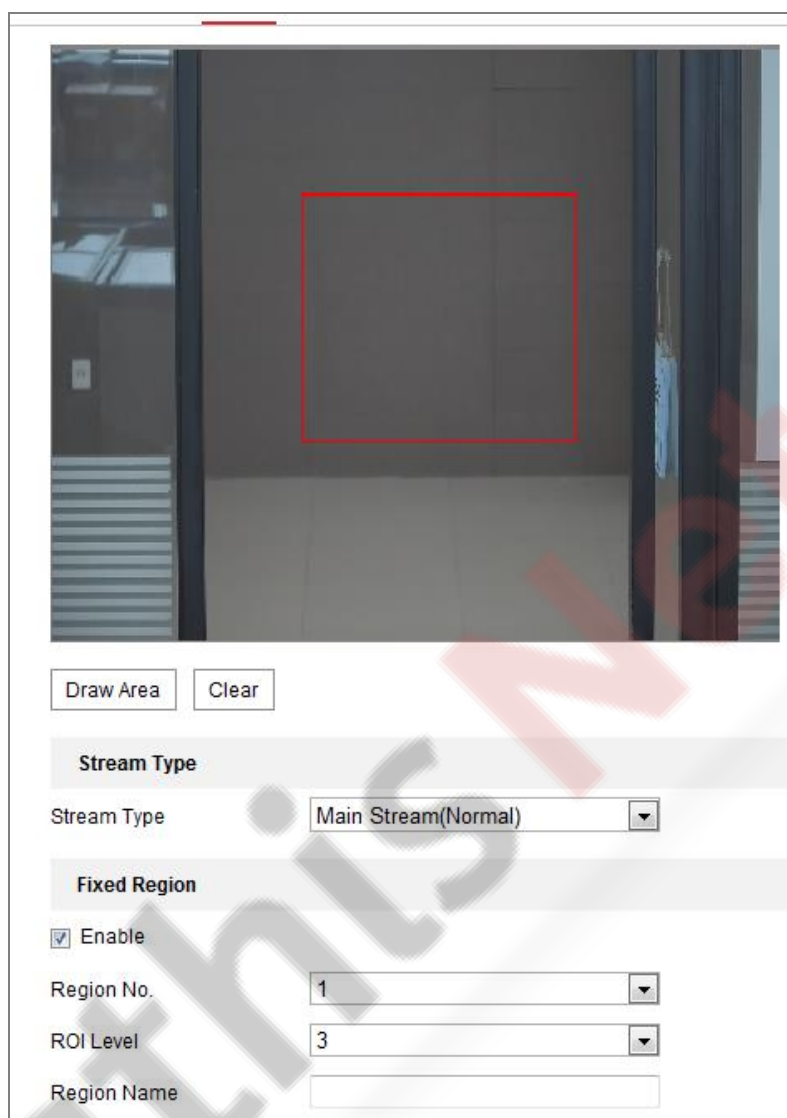 Draw Area Clear
Stream Type
Stream Type Main Stream(Normal)
Fixed Region
Enable
Region No. 1
ROI Level 3
Region Name